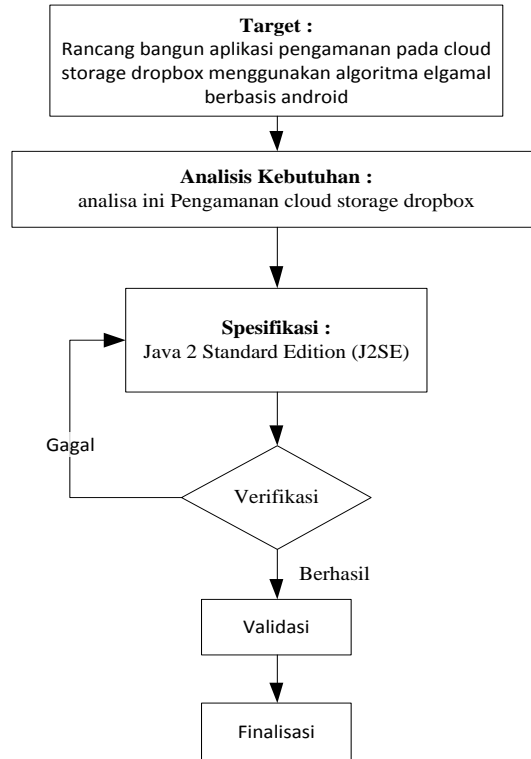 Target :
Rancang bangun aplikasi pengamanan pada cloud
storage dropbox menggunakan algoritma elgamal
berbasis android
Analisis Kebutuhan :
analisa ini Pengamanan cloud storage dropbox
Spesifikasi :
Java 2 Standard Edition (J2SE)
Gagal
Verifikasi
Berhasil
Validasi
Finalisasi